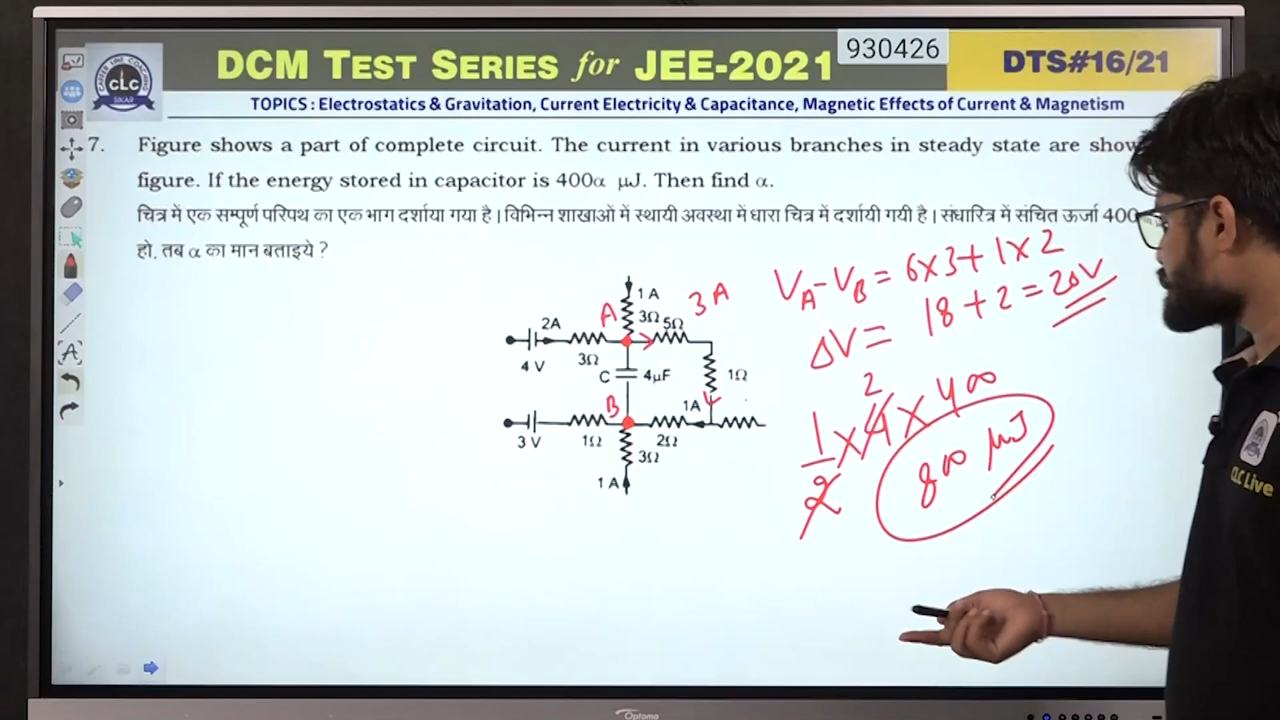 DCM TEST SERIES for JEE-2021
930426
DTS#16/21
CLC
SIKAR
TOPICS : Electrostatics & Gravitation, Current Electricity & Capacitance, Magnetic Effects of Current & Magnetism
7. Figure shows a part of complete circuit. The current in various branches in steady state are show
figure. If the energy stored in capacitor is 400α μJ. Then find α.
चित्र में एक सम्पूर्ण परिपथ का एक भाग दर्शाया गया है। विभिन्न शाखाओं में स्थायी अवस्था में धारा चित्र में दर्शायी गयी है। संधारित्र में संचित ऊर्जा 400
हो, तब α का मान बताइये ?
1 A
3Ω
5Ω
3 A
A
2A
4 V
3Ω
C
4μF
1Ω
B
1A
3 V
1Ω
2Ω
3Ω
1 A
V_A - V_B = 6×3 + 1×2
ΔV = 18 + 2 = 20V
2
1/2 × 4 × 400
800 μJ
CLC Live
Optoma